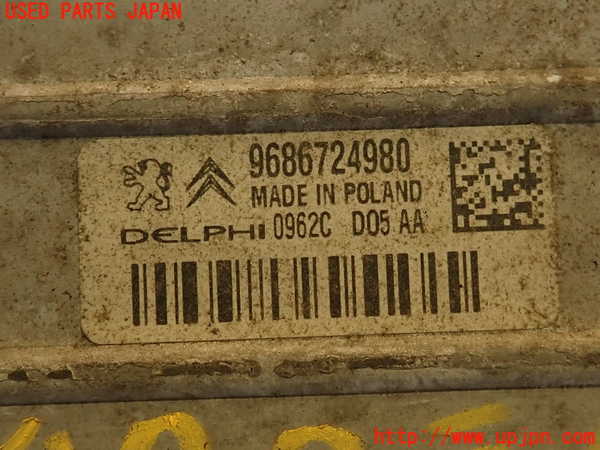 USED PARTS JAPAN
9686724980
MADE IN POLAND
DELPHI 0962C D05 AA
http://www.upjpn.com